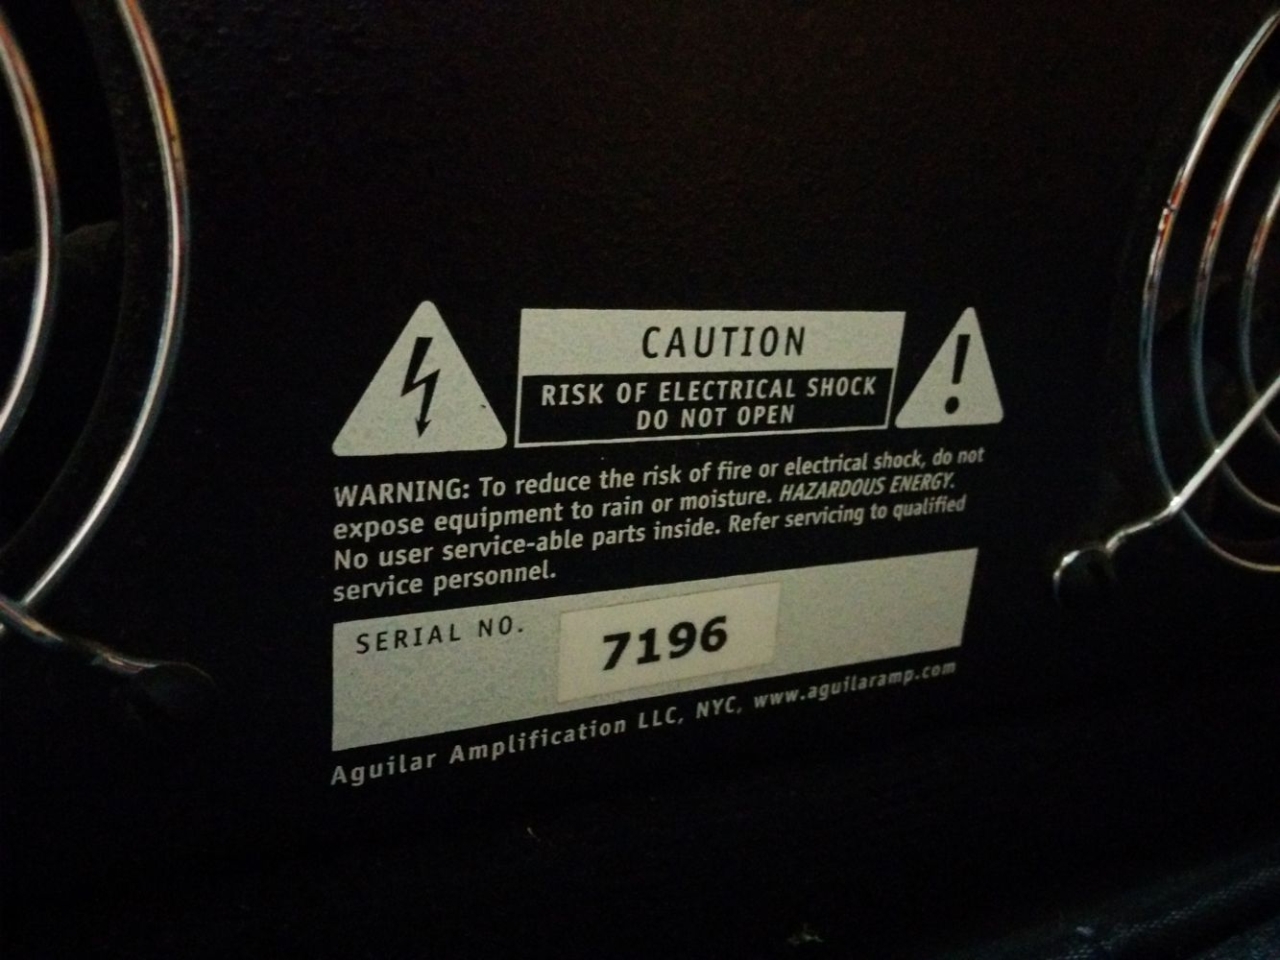 CAUTION
RISK OF ELECTRICAL SHOCK
DO NOT OPEN
WARNING: To reduce the risk of fire or electrical shock, do not
expose equipment to rain or moisture. HAZARDOUS ENERGY.
No user service-able parts inside. Refer servicing to qualified
service personnel.
SERIAL NO. 7196
Aguilar Amplification LLC, NYC, www.aguilaramp.com